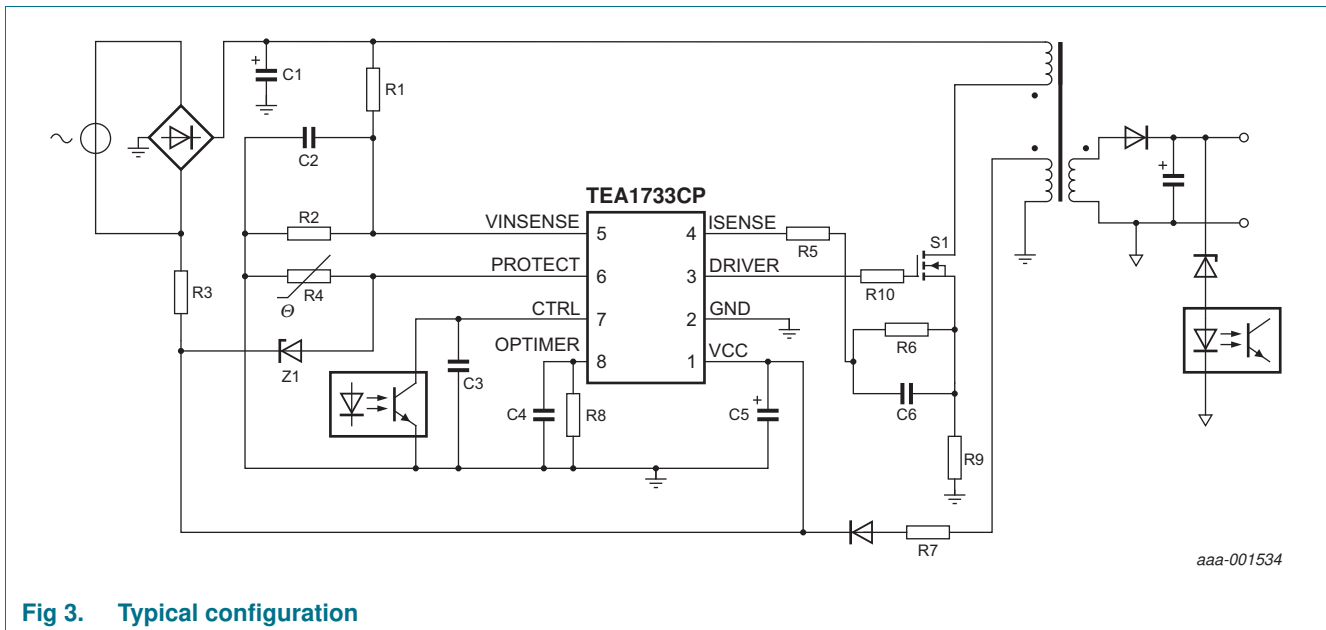 C1
R1
C2
TEA1733CP
R2
VINSENSE
5
4
ISENSE
R5
S1
R3
R4
Θ
PROTECT
6
3
DRIVER
R10
CTRL
7
2
GND
R6
Z1
OPTIMER
8
1
VCC
C3
C4
R8
C5
+
C6
R9
R7
+
+
~
aaa-001534
Fig 3. Typical configuration